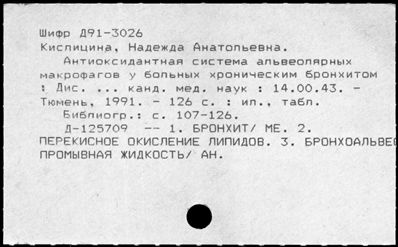 Шифр Д91-3026
Кислицина, Надежда Анатольевна.
Антиоксидантная система альвеолярных
макрофагов у больных хроническим бронхитом
: Дис. ... канд. мед. наук : 14.00.43. -
Тюмень, 1991. - 126 с. : ил., табл.
Библиогр.: с. 107-126.
Д-125709 -- 1. БРОНХИТ/ МЕ. 2.
ПЕРЕКИСНОЕ ОКИСЛЕНИЕ ЛИПИДОВ. 3. БРОНХОАЛЬВЕО
ПРОМЫВНАЯ ЖИДКОСТЬ/ АН.